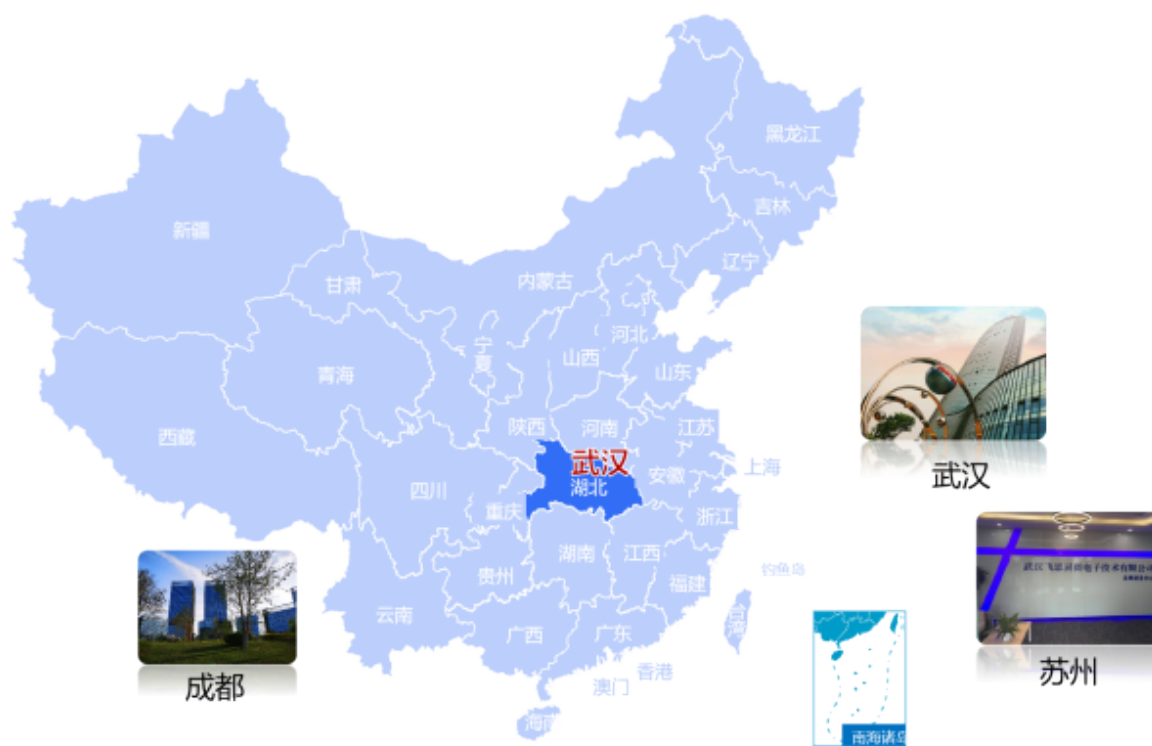 黑龙江
吉林
新疆
辽宁
内蒙古
甘肃
河北
宁夏
山西
青海
山东
陕西
河南
江苏
西藏
武汉
上海
安徽
四川
湖北
武汉
重庆
浙江
湖南
江西
钓鱼岛
贵州
福建
云南
台湾
广西
广东
香港
澳门
成都
苏州
海南
南海诸岛